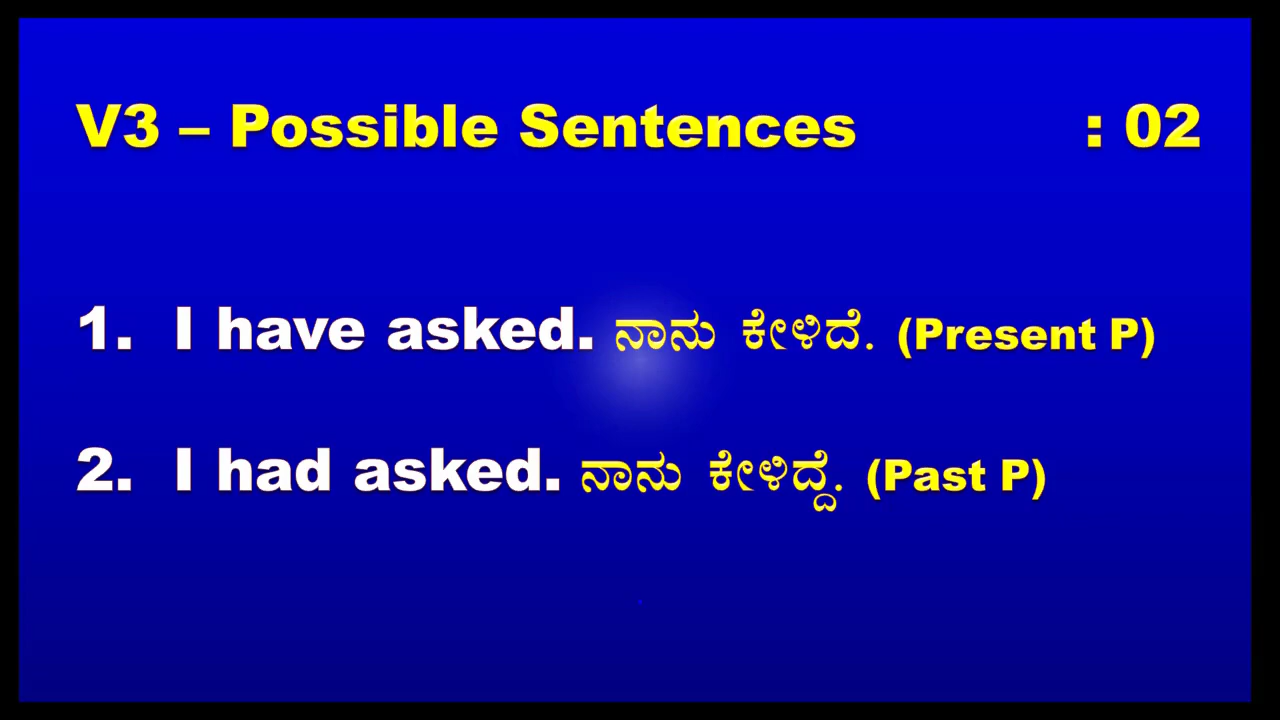 V3 – Possible Sentences : 02
1. I have asked. ನಾನು ಕೇಳಿದೆ. (Present P)
2. I had asked. ನಾನು ಕೇಳಿದ್ದೆ. (Past P)